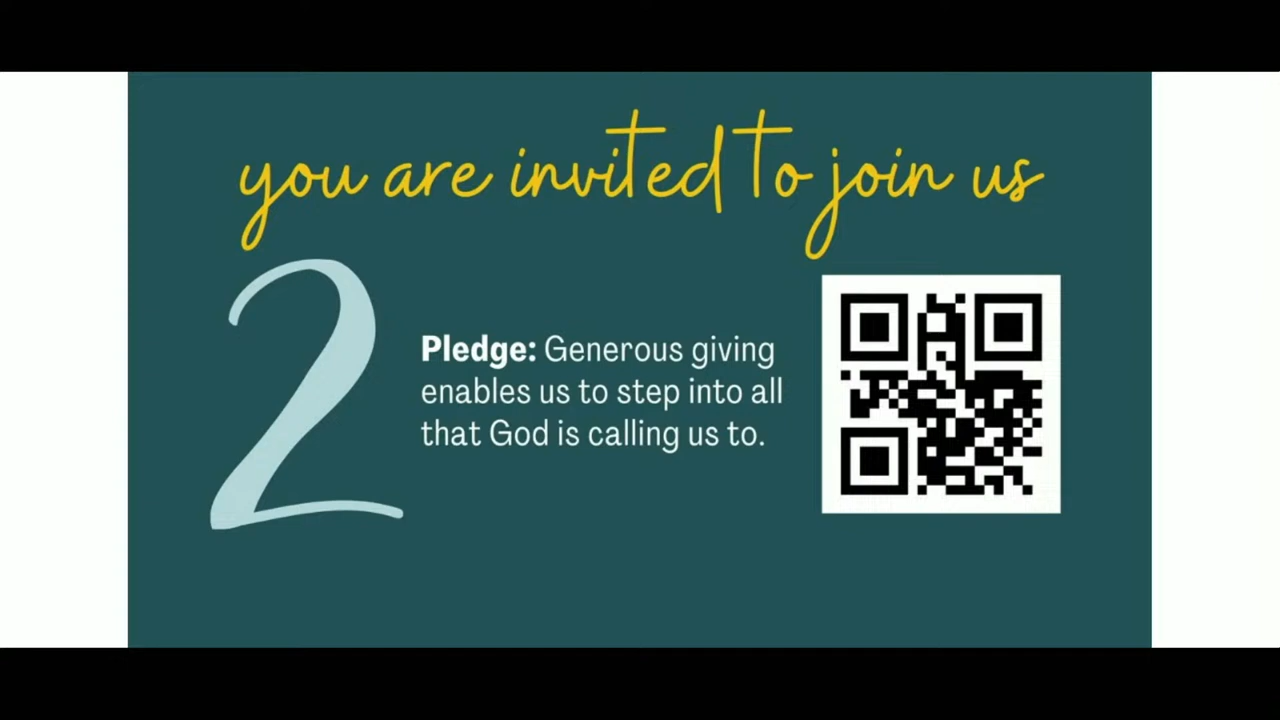 you are invited to join us
2
Pledge: Generous giving
enables us to step into all
that God is calling us to.